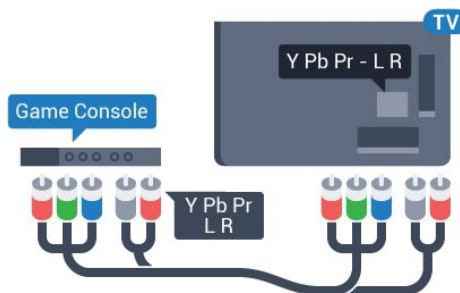 TV
Y Pb Pr - L R
Game Console
Y Pb Pr
L R